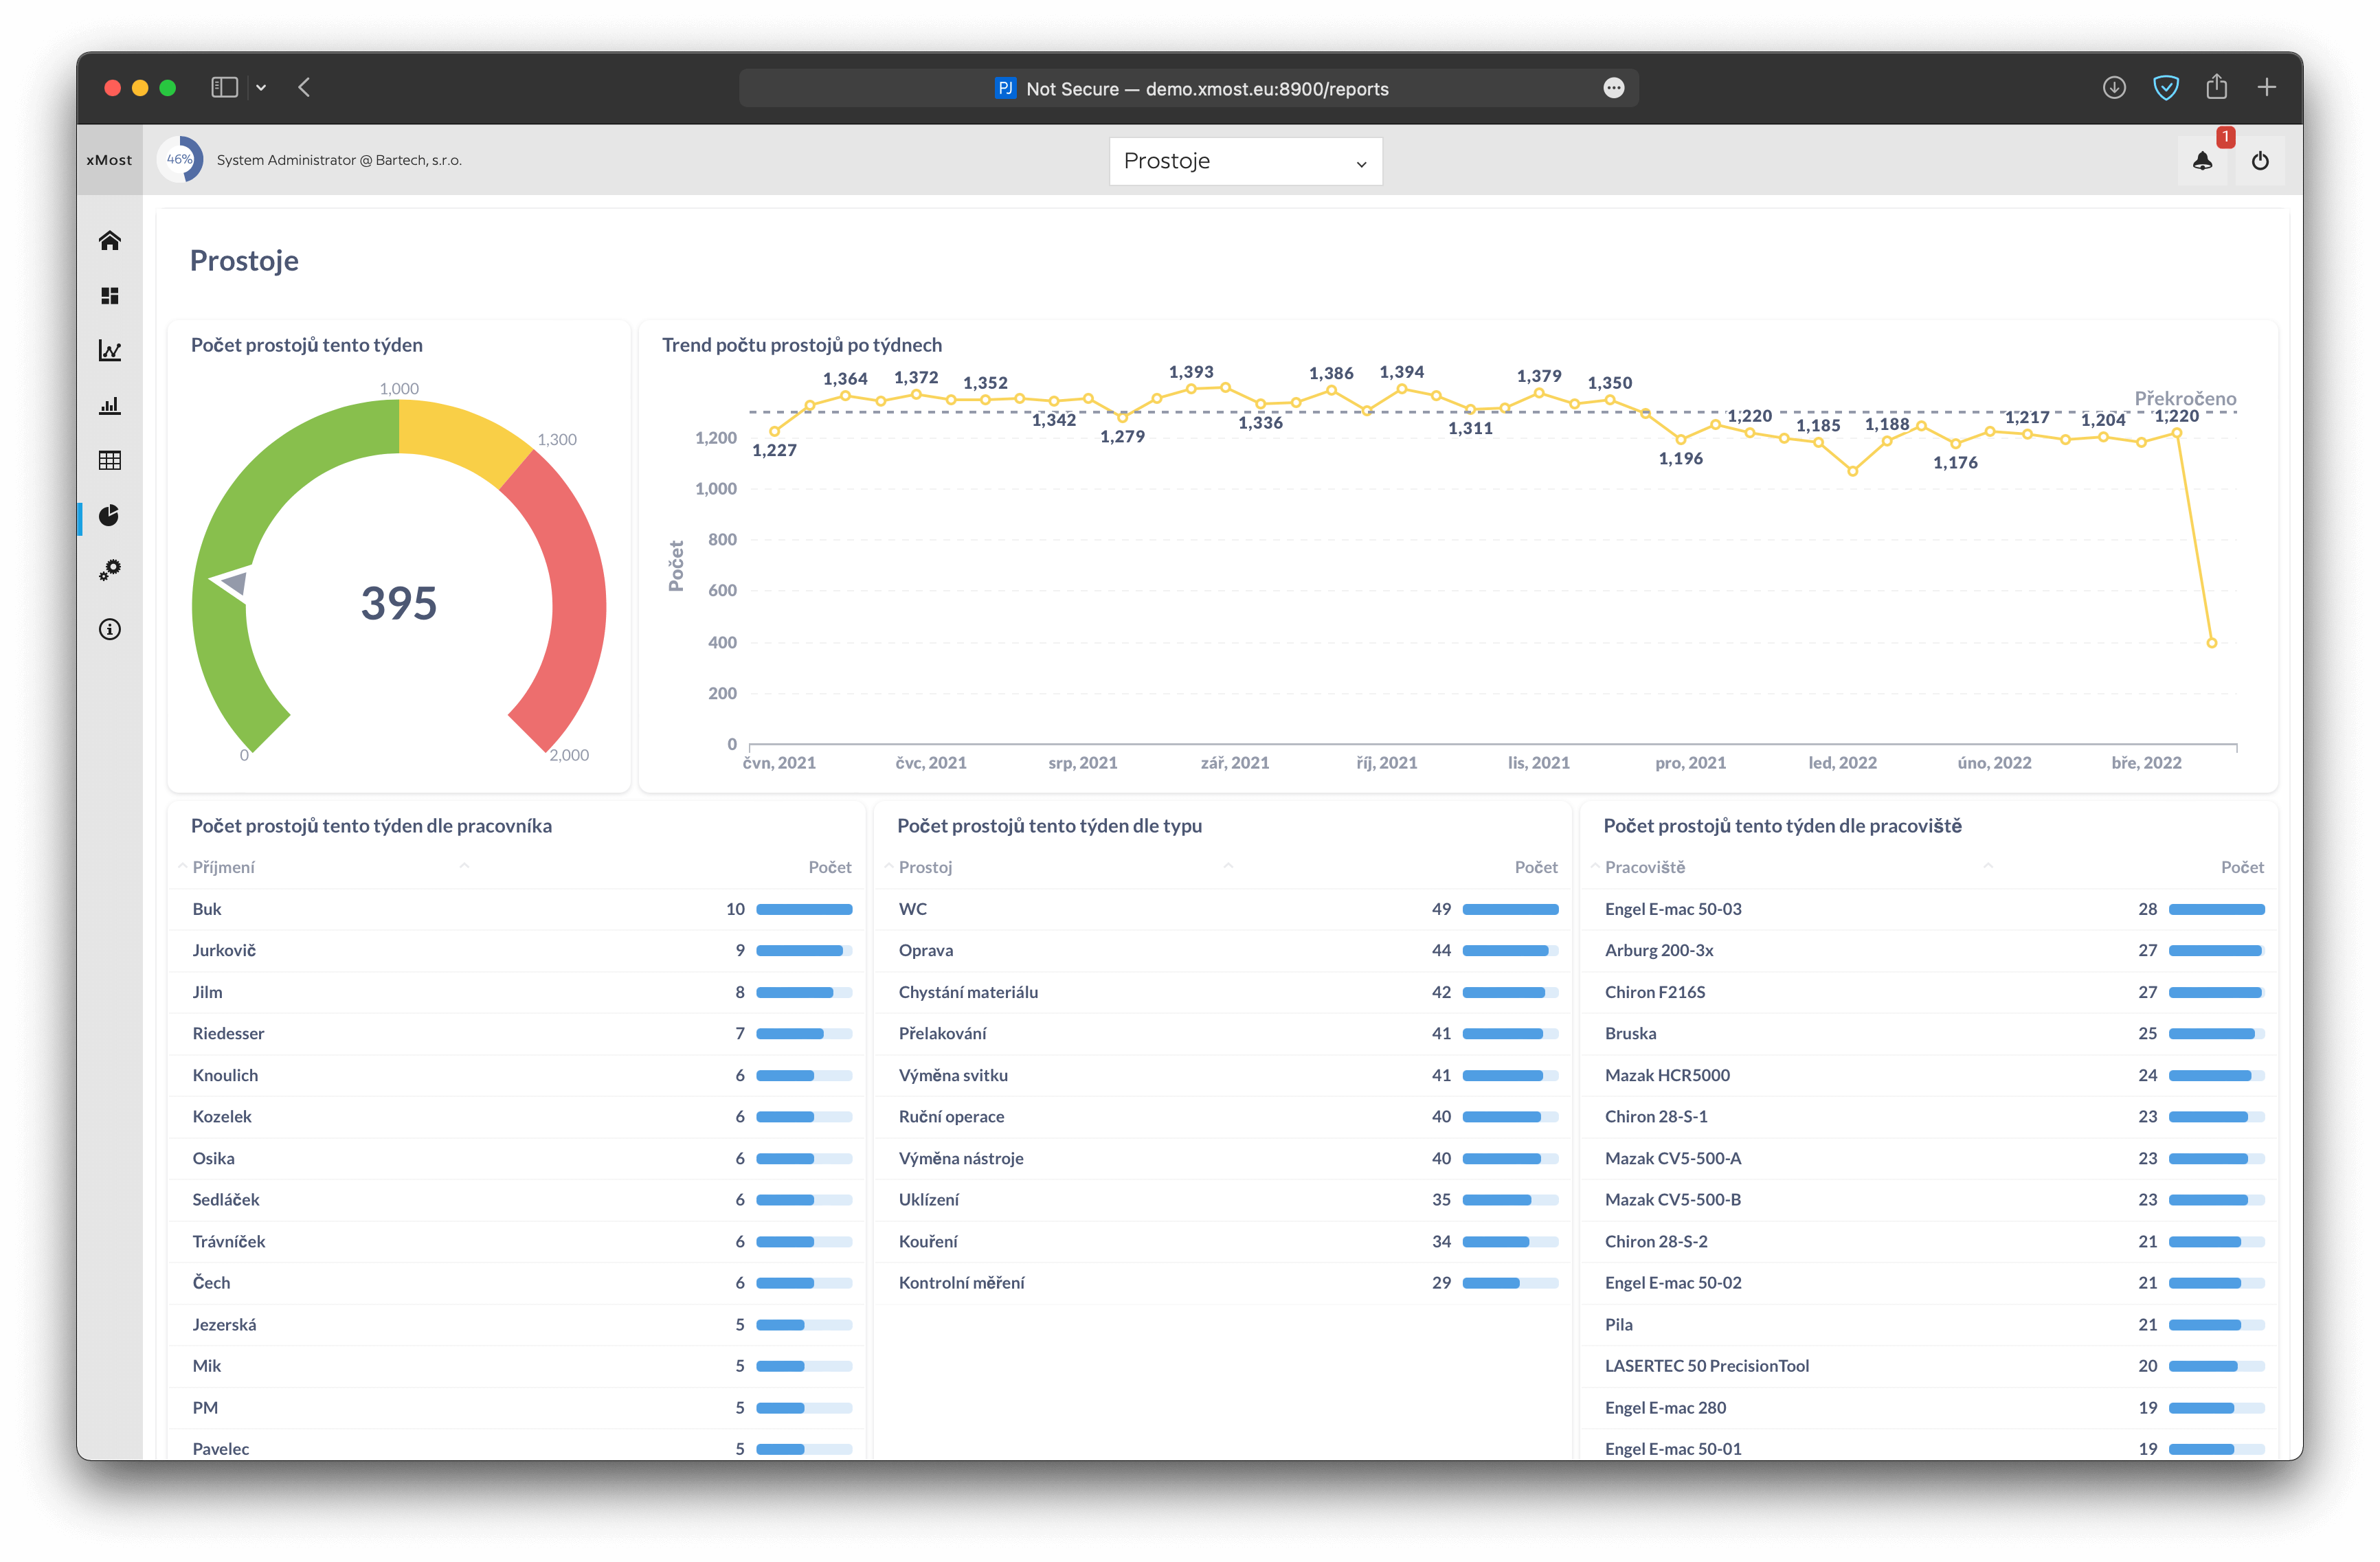 PJ Not Secure — demo.xmost.eu:8900/reports
xMost
46%
System Administrator @ Bartech, s.r.o.
Prostoje
1
Prostoje
Počet prostojů tento týden
0
1,000
1,300
2,000
395
Trend počtu prostojů po týdnech
Počet
1,200
1,000
800
600
400
200
0
Překročeno
1,227
1,364
1,372
1,352
1,342
1,279
1,393
1,336
1,386
1,394
1,311
1,379
1,350
1,196
1,220
1,185
1,188
1,176
1,217
1,204
1,220
čvn, 2021
čvc, 2021
srp, 2021
zář, 2021
říj, 2021
lis, 2021
pro, 2021
led, 2022
úno, 2022
bře, 2022
Počet prostojů tento týden dle pracovníka
Příjmení Počet
Buk 10
Jurkovič 9
Jilm 8
Riedesser 7
Knoulich 6
Kozelek 6
Osika 6
Sedláček 6
Trávníček 6
Čech 6
Jezerská 5
Mik 5
PM 5
Pavelec 5
Počet prostojů tento týden dle typu
Prostoj Počet
WC 49
Oprava 44
Chystání materiálu 42
Přelakování 41
Výměna svitku 41
Ruční operace 40
Výměna nástroje 40
Uklízení 35
Kouření 34
Kontrolní měření 29
Počet prostojů tento týden dle pracoviště
Pracoviště Počet
Engel E-mac 50-03 28
Arburg 200-3x 27
Chiron F216S 27
Bruska 25
Mazak HCR5000 24
Chiron 28-S-1 23
Mazak CV5-500-A 23
Mazak CV5-500-B 23
Chiron 28-S-2 21
Engel E-mac 50-02 21
Pila 21
LASERTEC 50 PrecisionTool 20
Engel E-mac 280 19
Engel E-mac 50-01 19